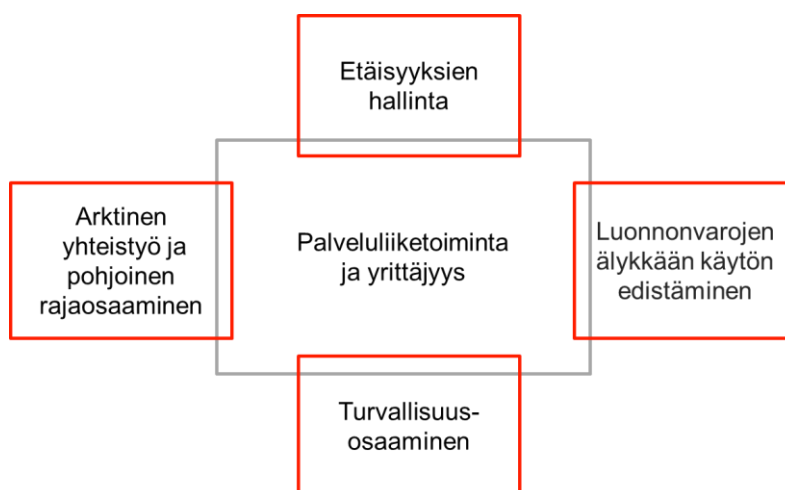 Etäisyyksien
hallinta
Arktinen
yhteistyö ja
pohjoinen
rajaosaaminen
Palveluliiketoiminta
ja yrittäjyys
Luonnonvarojen
älykkään käytön
edistäminen
Turvallisuus-
osaaminen